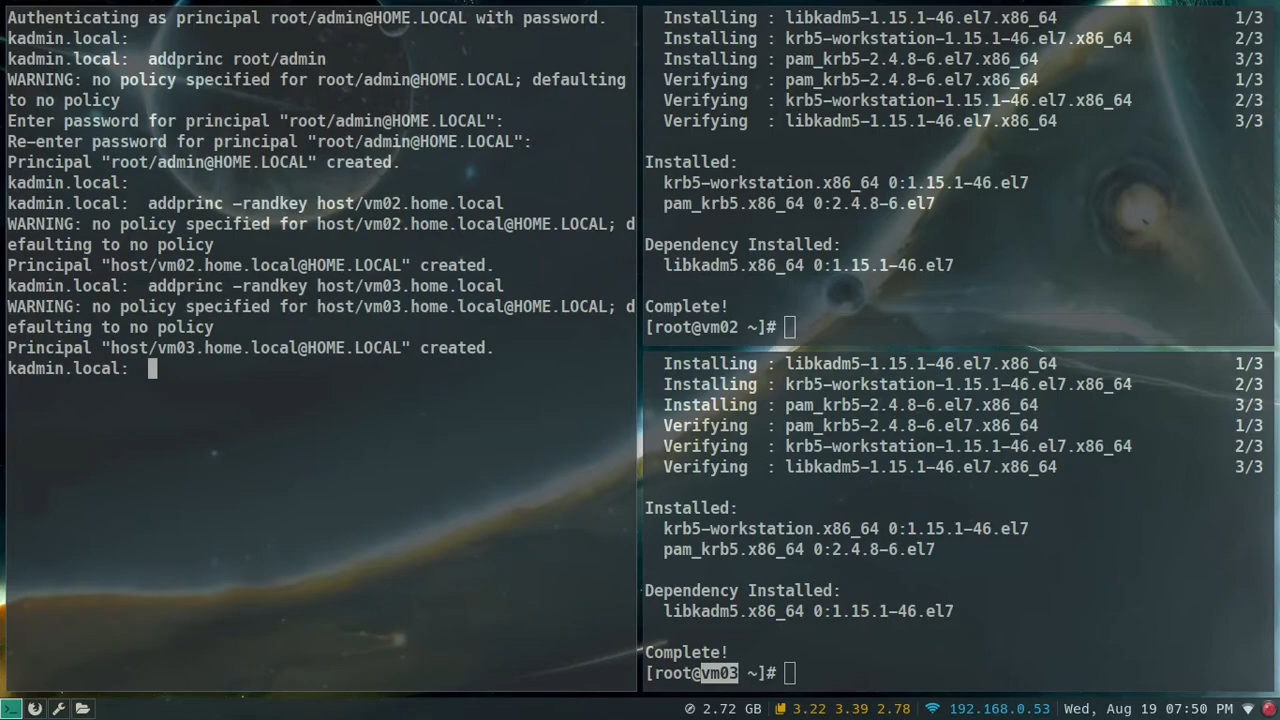 Authenticating as principal root/admin@HOME.LOCAL with password.
kadmin.local:
kadmin.local:  addprinc root/admin
WARNING: no policy specified for root/admin@HOME.LOCAL; defaulting
to no policy
Enter password for principal "root/admin@HOME.LOCAL":
Re-enter password for principal "root/admin@HOME.LOCAL":
Principal "root/admin@HOME.LOCAL" created.
kadmin.local:
kadmin.local:  addprinc -randkey host/vm02.home.local
WARNING: no policy specified for host/vm02.home.local@HOME.LOCAL; d
efaulting to no policy
Principal "host/vm02.home.local@HOME.LOCAL" created.
kadmin.local:  addprinc -randkey host/vm03.home.local
WARNING: no policy specified for host/vm03.home.local@HOME.LOCAL; d
efaulting to no policy
Principal "host/vm03.home.local@HOME.LOCAL" created.
kadmin.local:
Installing : libkadm5-1.15.1-46.el7.x86_64 1/3
Installing : krb5-workstation-1.15.1-46.el7.x86_64 2/3
Installing : pam_krb5-2.4.8-6.el7.x86_64 3/3
Verifying  : pam_krb5-2.4.8-6.el7.x86_64 1/3
Verifying  : krb5-workstation-1.15.1-46.el7.x86_64 2/3
Verifying  : libkadm5-1.15.1-46.el7.x86_64 3/3
Installed:
krb5-workstation.x86_64 0:1.15.1-46.el7
pam_krb5.x86_64 0:2.4.8-6.el7
Dependency Installed:
libkadm5.x86_64 0:1.15.1-46.el7
Complete!
[root@vm02 ~]#
Installing : libkadm5-1.15.1-46.el7.x86_64 1/3
Installing : krb5-workstation-1.15.1-46.el7.x86_64 2/3
Installing : pam_krb5-2.4.8-6.el7.x86_64 3/3
Verifying  : pam_krb5-2.4.8-6.el7.x86_64 1/3
Verifying  : krb5-workstation-1.15.1-46.el7.x86_64 2/3
Verifying  : libkadm5-1.15.1-46.el7.x86_64 3/3
Installed:
krb5-workstation.x86_64 0:1.15.1-46.el7
pam_krb5.x86_64 0:2.4.8-6.el7
Dependency Installed:
libkadm5.x86_64 0:1.15.1-46.el7
Complete!
[root@vm03 ~]#
2.72 GB 3.22 3.39 2.78 192.168.0.53 Wed, Aug 19 07:50 PM